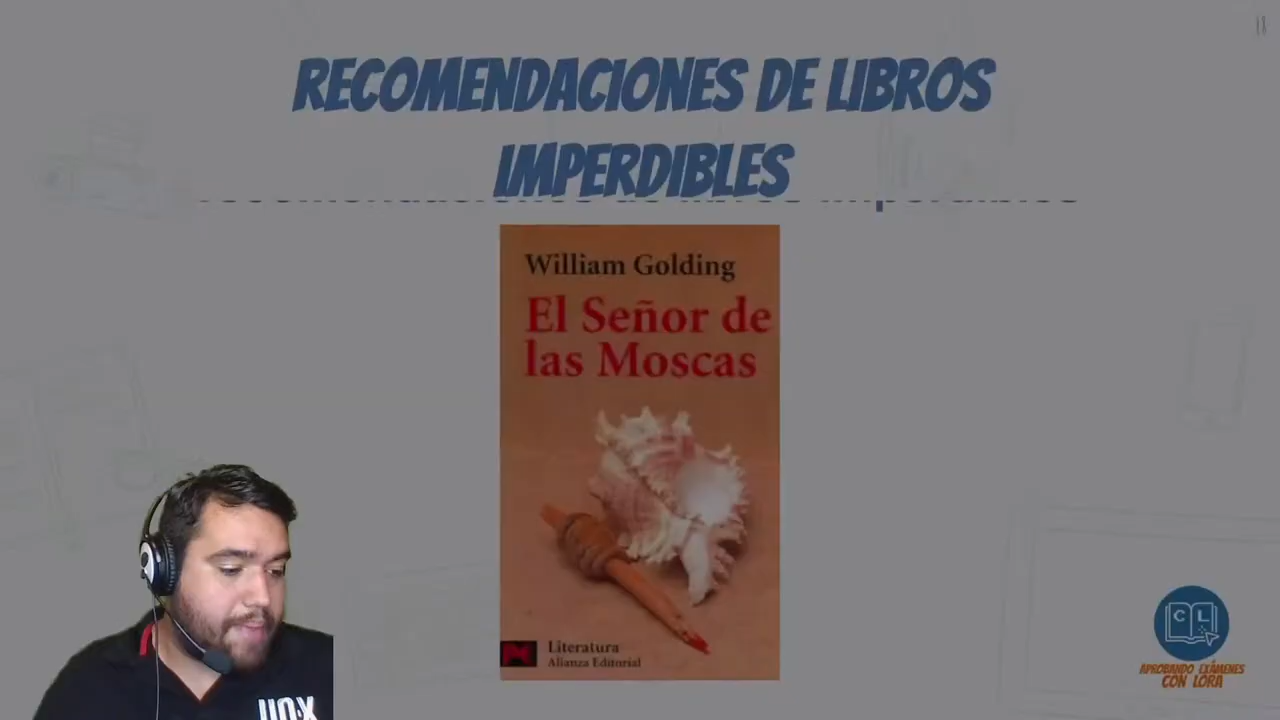 RECOMENDACIONES DE LIBROS
IMPERDIBLES
William Golding
El Señor de
las Moscas
Literatura
Alianza Editorial
C L
APROBANDO EXÁMENES
CON LORA